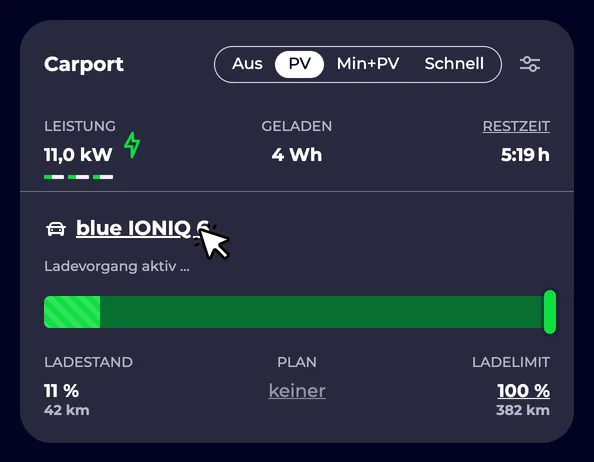 Carport
Aus PV Min+PV Schnell
LEISTUNG GELADEN RESTZEIT
11,0 kW 4 Wh 5:19 h
blue IONIQ 6
Ladevorgang aktiv ...
LADESTAND PLAN LADELIMIT
11 % keiner 100 %
42 km 382 km